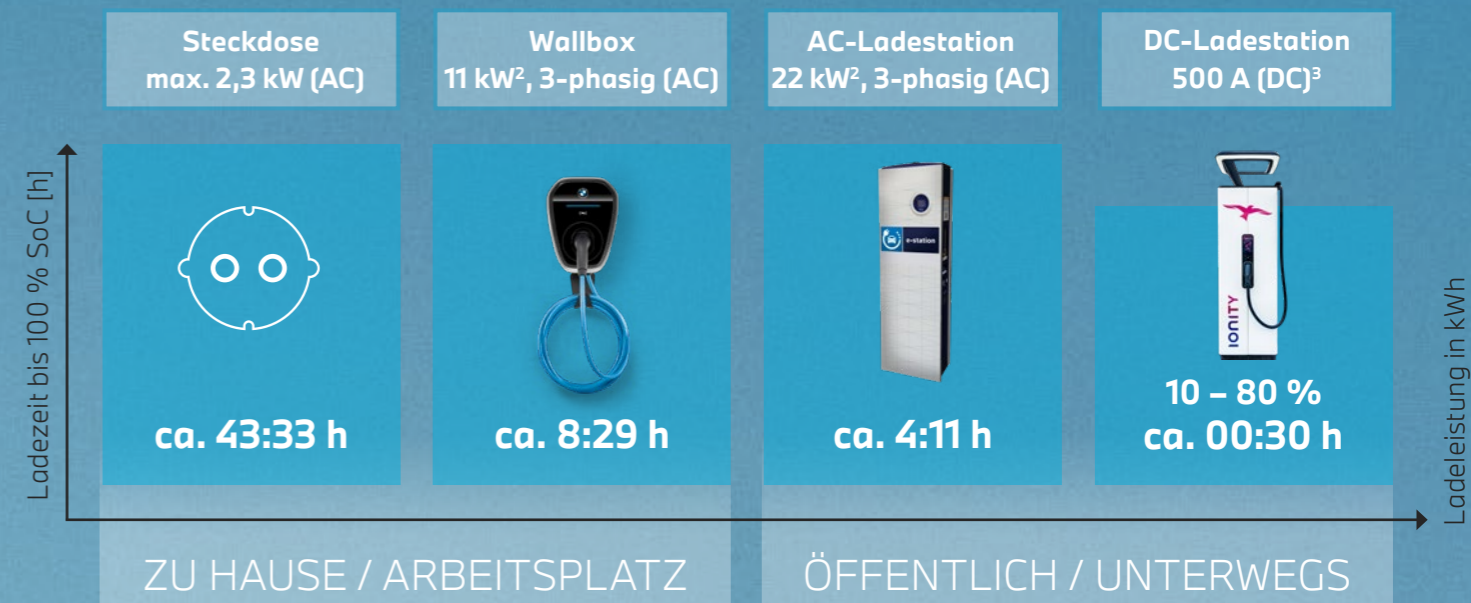 Steckdose
max. 2,3 kW (AC)
Wallbox
11 kW², 3-phasig (AC)
AC-Ladestation
22 kW², 3-phasig (AC)
DC-Ladestation
500 A (DC)³
Ladezeit bis 100 % SoC [h]
ca. 43:33 h
ca. 8:29 h
e-station
ca. 4:11 h
IONITY
10 – 80 %
ca. 00:30 h
Ladeleistung in kWh
ZU HAUSE / ARBEITSPLATZ
ÖFFENTLICH / UNTERWEGS